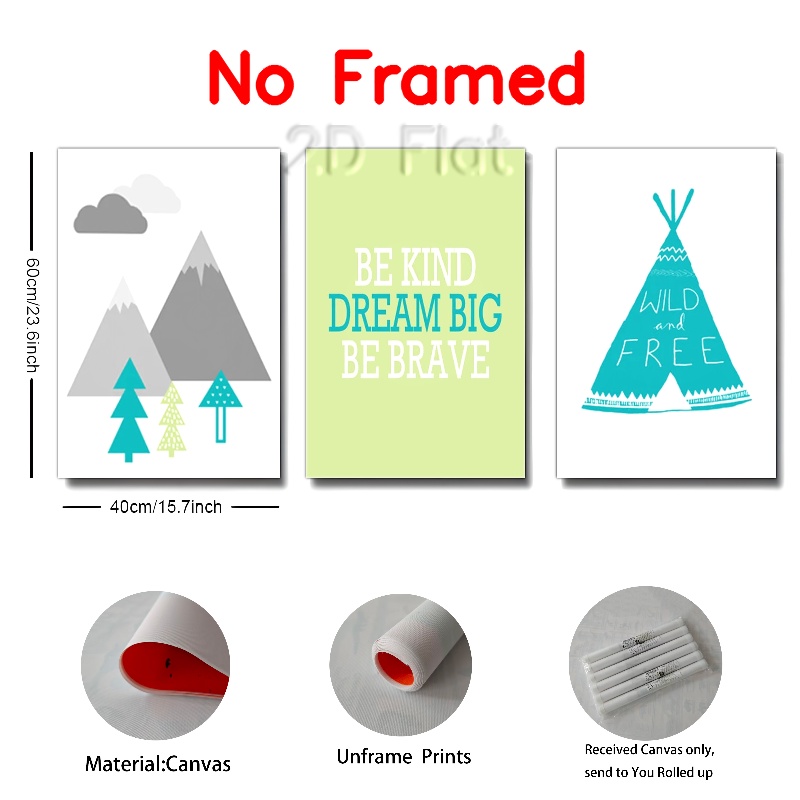 No Framed
2D Flat
60cm/23.6inch
40cm/15.7inch
BE KIND
DREAM BIG
BE BRAVE
WILD
and
FREE
Material:Canvas
Unframe Prints
Received Canvas only,
send to You Rolled up